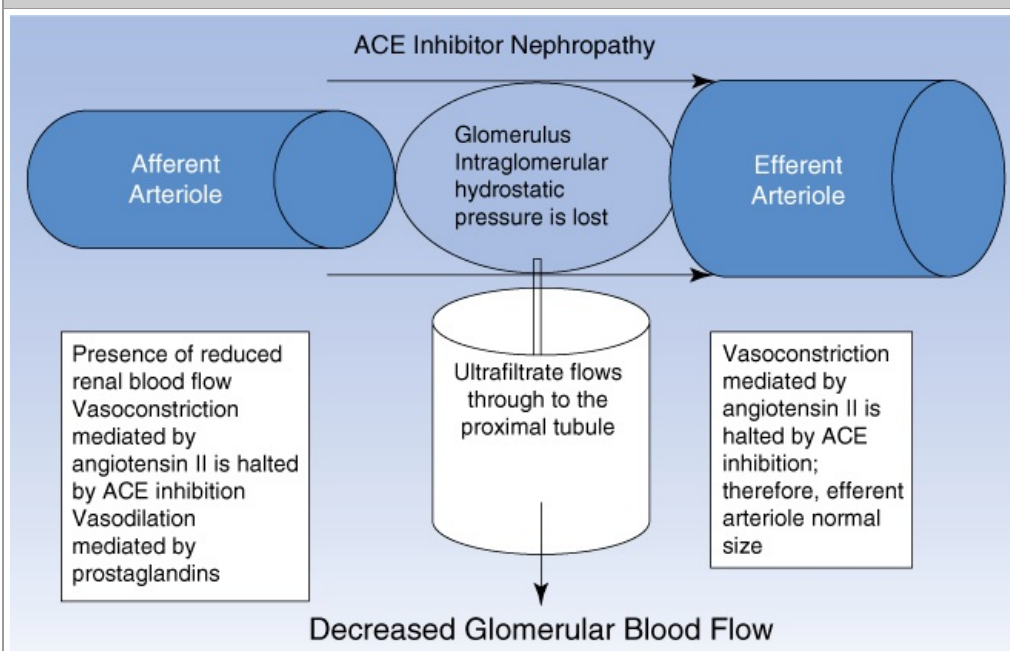 ACE Inhibitor Nephropathy
Afferent
Arteriole
Glomerulus
Intraglomerular
hydrostatic
pressure is lost
Efferent
Arteriole
Presence of reduced
renal blood flow
Vasoconstriction
mediated by
angiotensin II is halted
by ACE inhibition
Vasodilation
mediated by
prostaglandins
Ultrafiltrate flows
through to the
proximal tubule
Vasoconstriction
mediated by
angiotensin II is
halted by ACE
inhibition;
therefore, efferent
arteriole normal
size
Decreased Glomerular Blood Flow